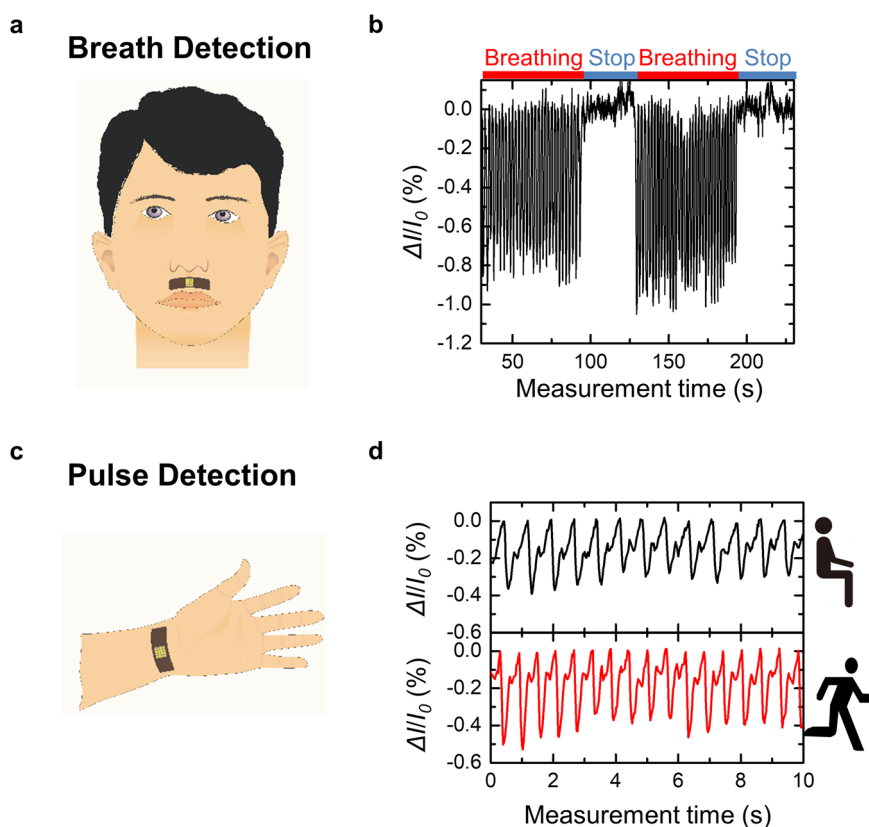 a
Breath Detection
b
Breathing Stop Breathing Stop
0.0
-0.2
-0.4
-0.6
-0.8
-1.0
-1.2
ΔI/I0 (%)
50 100 150 200
Measurement time (s)
c
Pulse Detection
d
0.0
-0.2
-0.4
-0.6
ΔI/I0 (%)
0.0
-0.2
-0.4
-0.6
ΔI/I0 (%)
0 2 4 6 8 10
Measurement time (s)